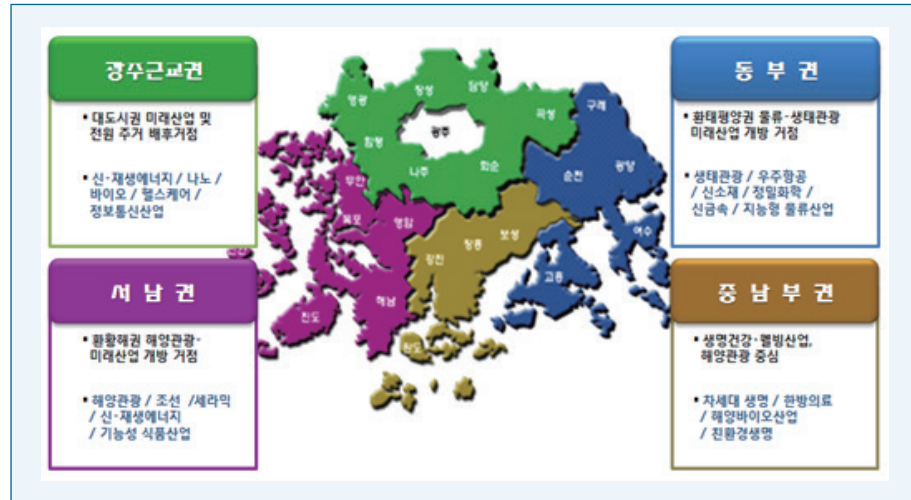 광주근교권
▪ 대도시권 미래산업 및
전원 주거 배후거점
▪ 신·재생에너지 / 나노 /
바이오 / 헬스케어 /
정보통신산업
동 부 권
▪ 환태평양권 물류·생태관광
미래산업 개방 거점
▪ 생태관광 / 우주항공
/ 신소재 / 정밀화학 /
신금속 / 지능형 물류산업
영광
장성
담양
곡성
구례
광주
함평
나주
화순
순천
광양
무안
목포
영암
강진
장흥
보성
여수
고흥
해남
진도
완도
서 남 권
▪ 환황해권 해양관광·
미래산업 개방 거점
▪ 해양관광 / 조선 /세라믹
/ 신·재생에너지
/ 기능성 식품산업
중 남 부 권
▪ 생명건강·웰빙산업,
해양관광 중심
▪ 차세대 생명 / 한방의료
/ 해양바이오산업
/ 친환경생명